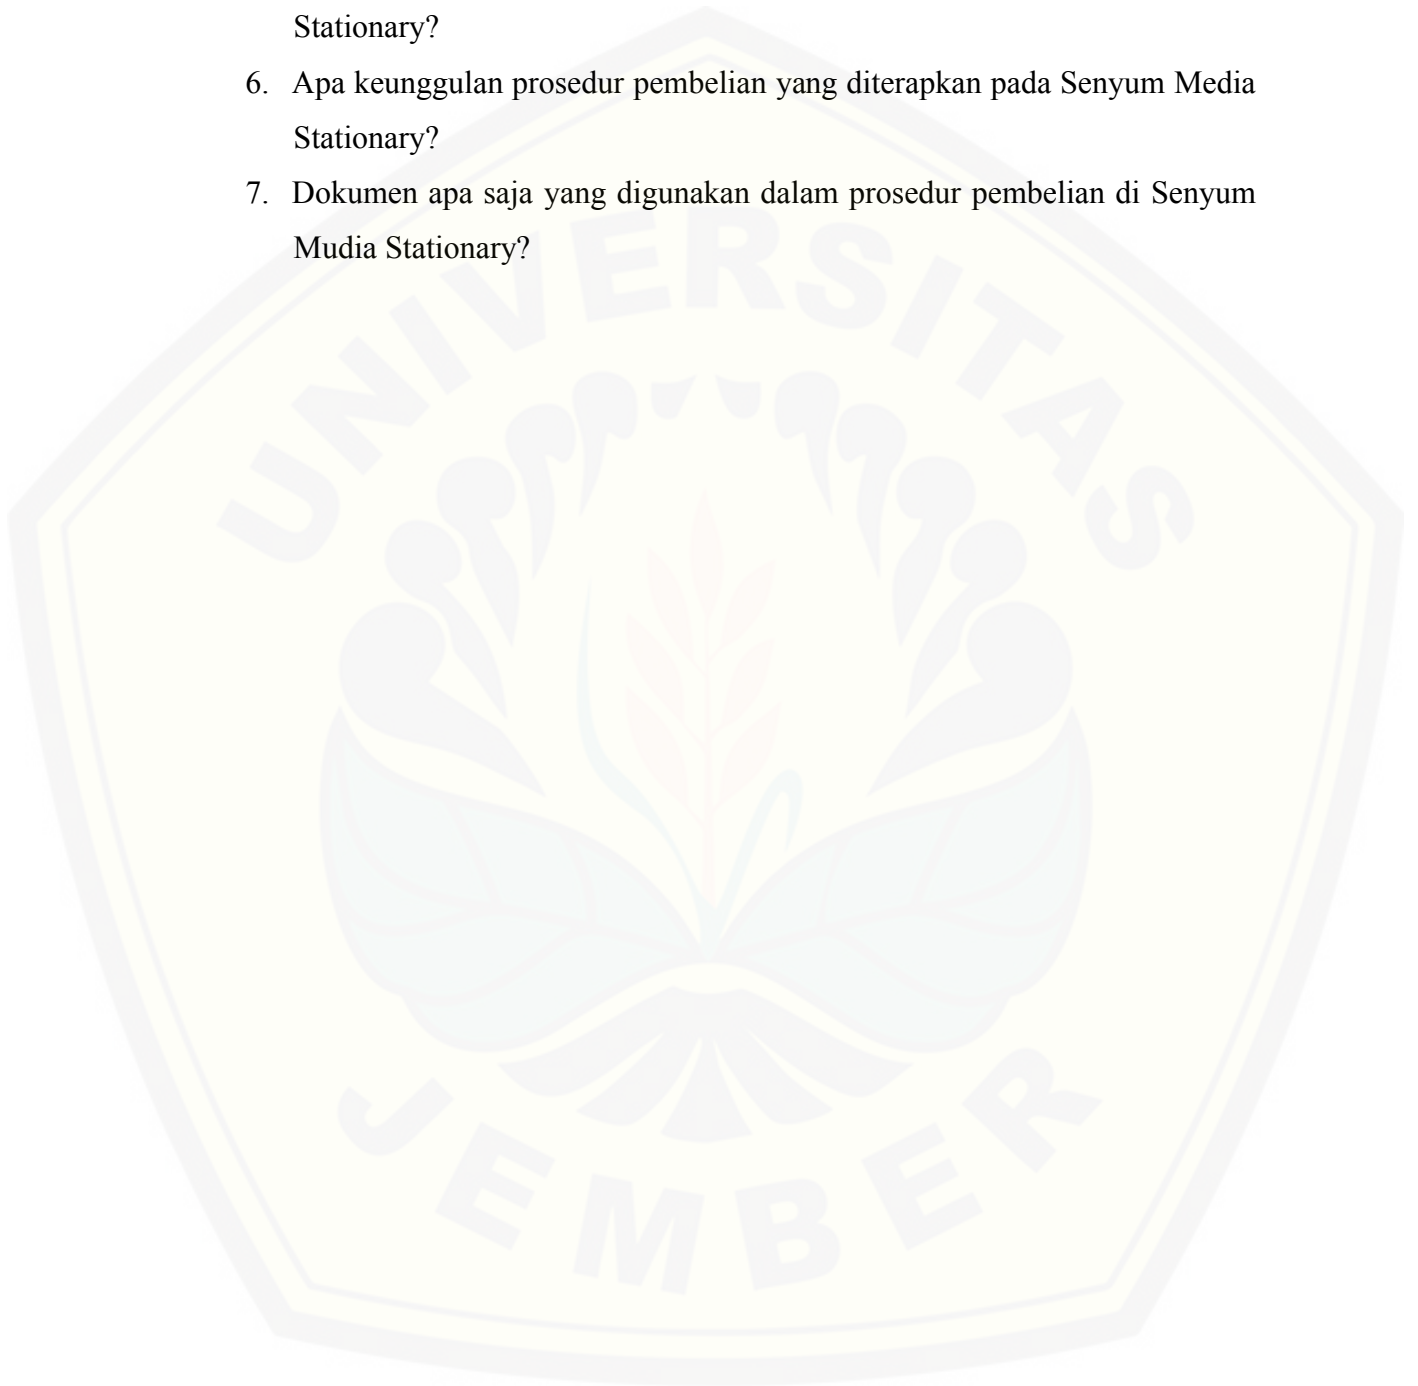 Stationary?
6. Apa keunggulan prosedur pembelian yang diterapkan pada Senyum Media
Stationary?
7. Dokumen apa saja yang digunakan dalam prosedur pembelian di Senyum
Mudia Stationary?
UNIVERSITAS
JEMBER